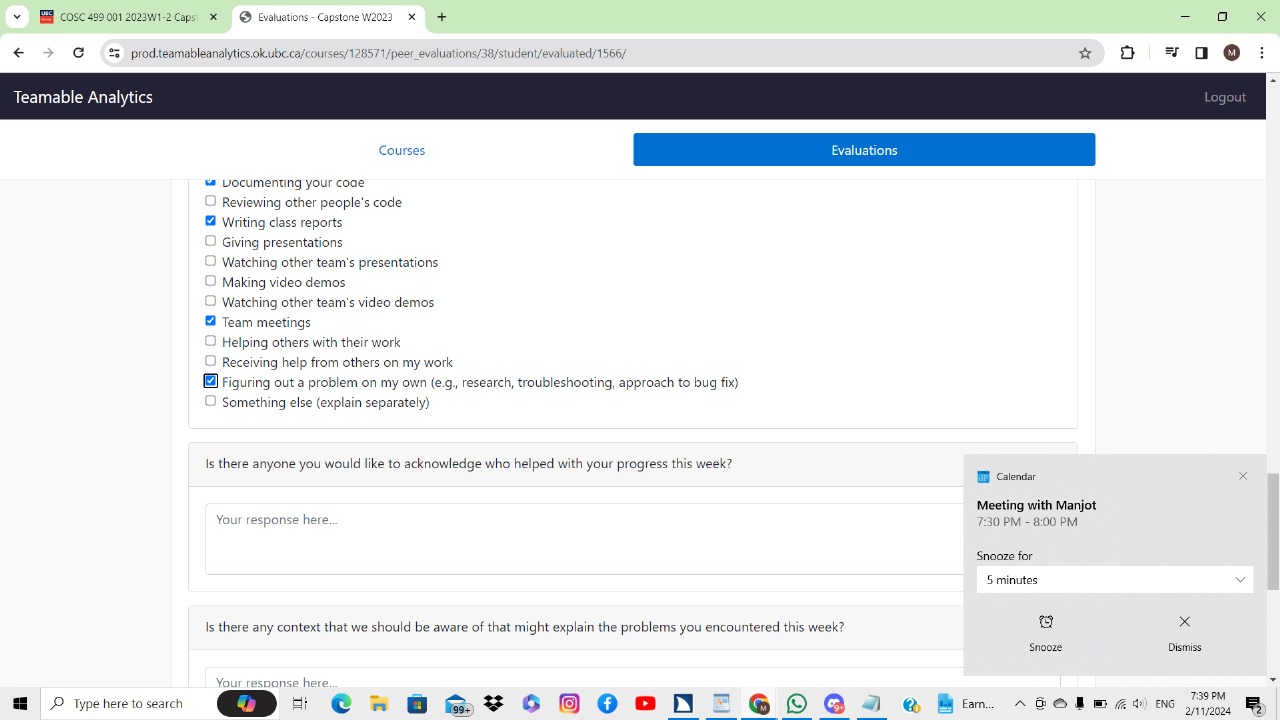 COSC 499 001 2023W1-2 Capst
Evaluations - Capstone W2023
prod.teamableanalytics.ok.ubc.ca/courses/128571/peer_evaluations/38/student/evaluated/1566/
M
Teamable Analytics
Logout
Courses
Evaluations
Documenting your code
Reviewing other people's code
Writing class reports
Giving presentations
Watching other team's presentations
Making video demos
Watching other team's video demos
Team meetings
Helping others with their work
Receiving help from others on my work
Figuring out a problem on my own (e.g., research, troubleshooting, approach to bug fix)
Something else (explain separately)
Is there anyone you would like to acknowledge who helped with your progress this week?
Your response here...
Is there any context that we should be aware of that might explain the problems you encountered this week?
Your response here...
Calendar
Meeting with Manjot
7:30 PM - 8:00 PM
Snooze for
5 minutes
Snooze
Dismiss
Type here to search
99+
9+
Earn...
ENG
7:39 PM
2/11/2024
2